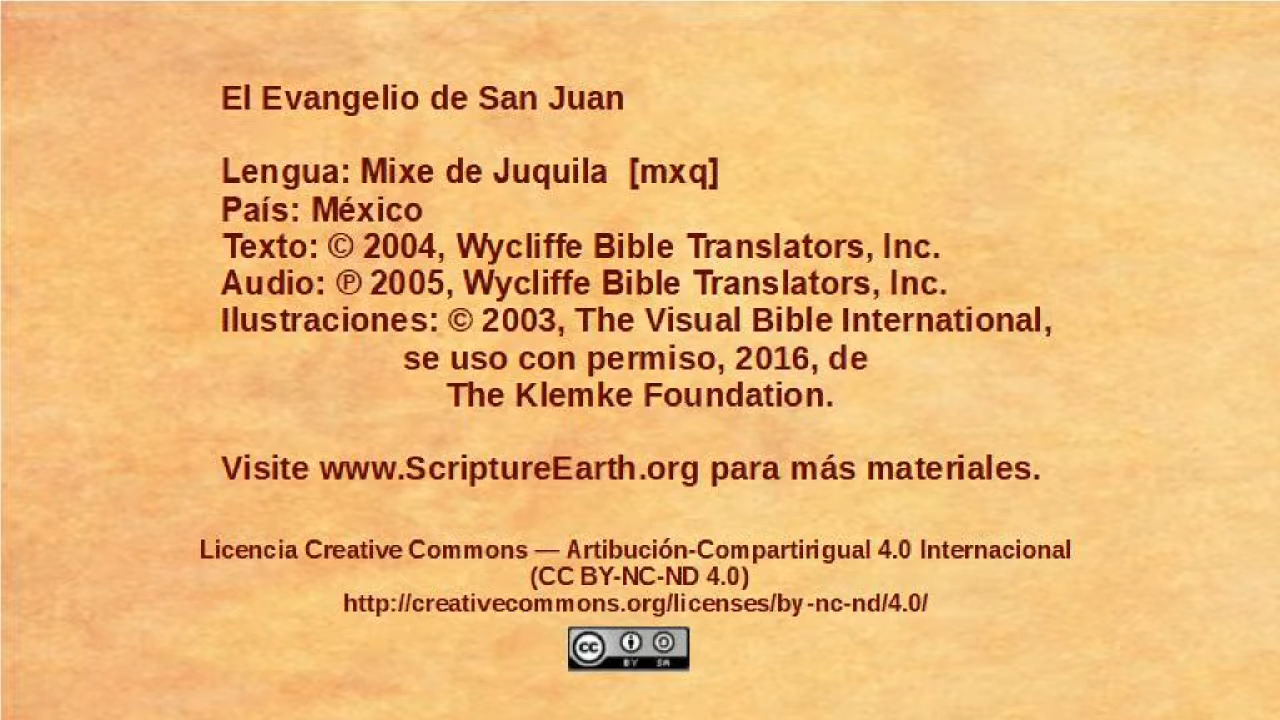 El Evangelio de San Juan
Lengua: Mixe de Juquila [mxq]
País: México
Texto: © 2004, Wycliffe Bible Translators, Inc.
Audio: ℗ 2005, Wycliffe Bible Translators, Inc.
Ilustraciones: © 2003, The Visual Bible International,
se uso con permiso, 2016, de
The Klemke Foundation.
Visite www.ScriptureEarth.org para más materiales.
Licencia Creative Commons — Artibución-Compartirigual 4.0 Internacional
(CC BY-NC-ND 4.0)
http://creativecommons.org/licenses/by-nc-nd/4.0/
cc BY SA